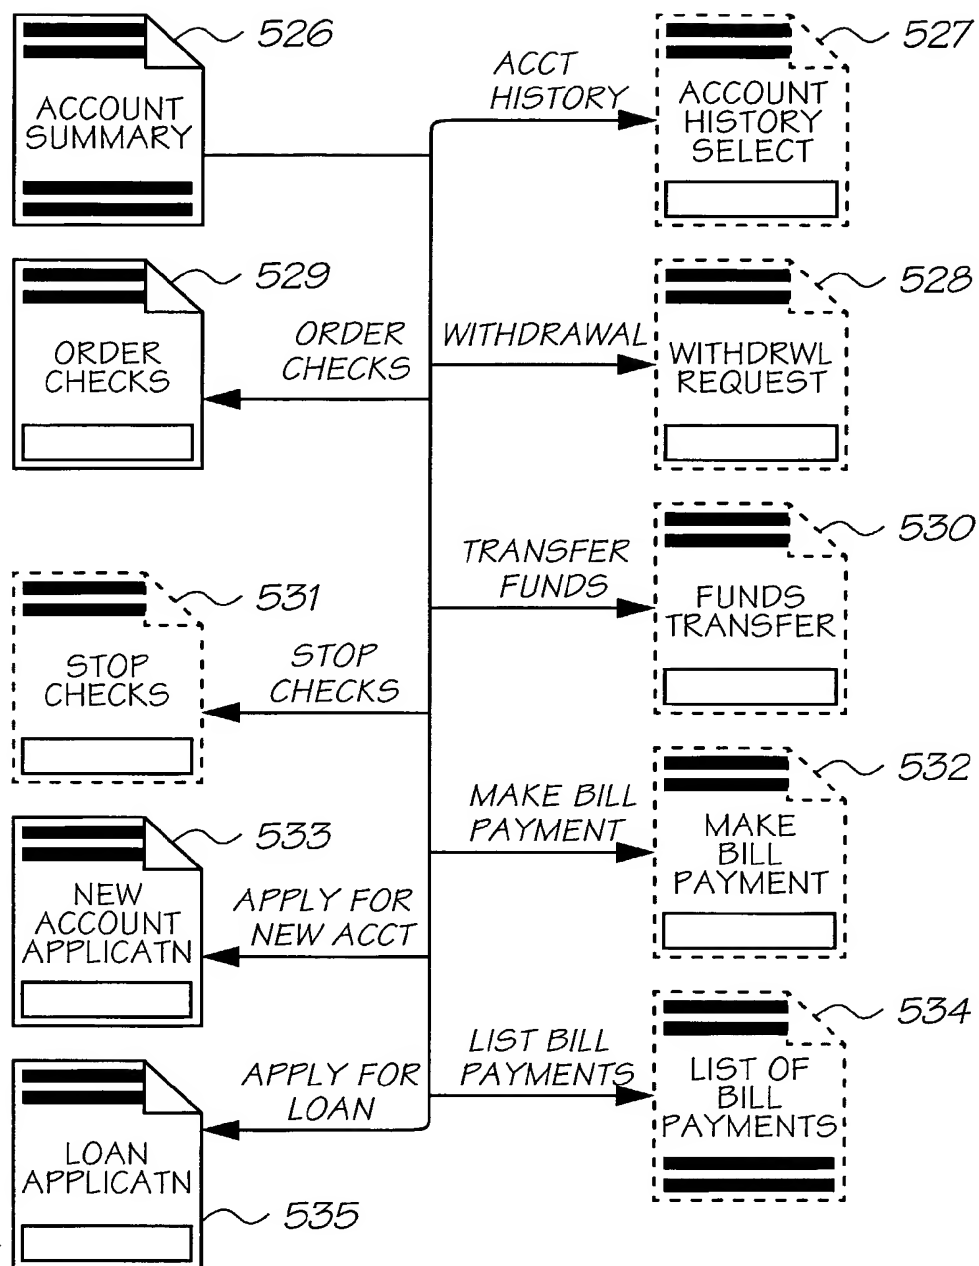 526
ACCOUNT
SUMMARY
ACCT
HISTORY
527
ACCOUNT
HISTORY
SELECT
529
ORDER
CHECKS
ORDER
CHECKS
WITHDRAWAL
528
WITHDRWL
REQUEST
TRANSFER
FUNDS
530
FUNDS
TRANSFER
531
STOP
CHECKS
STOP
CHECKS
MAKE BILL
PAYMENT
532
MAKE
BILL
PAYMENT
533
NEW
ACCOUNT
APPLICATN
APPLY FOR
NEW ACCT
LIST BILL
PAYMENTS
534
LIST OF
BILL
PAYMENTS
APPLY FOR
LOAN
LOAN
APPLICATN
535